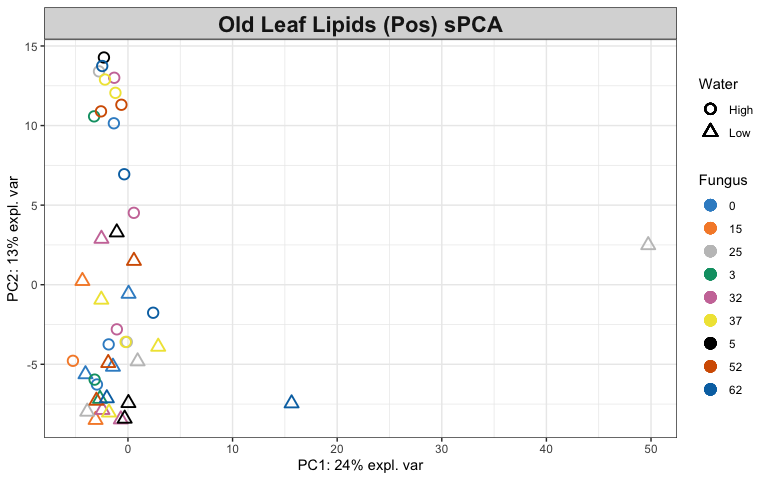 Old Leaf Lipids (Pos) sPCA
15
10
5
0
-5
PC2: 13% expl. var
0
10
20
30
40
50
PC1: 24% expl. var
Water
High
Low
Fungus
0
15
25
3
32
37
5
52
62